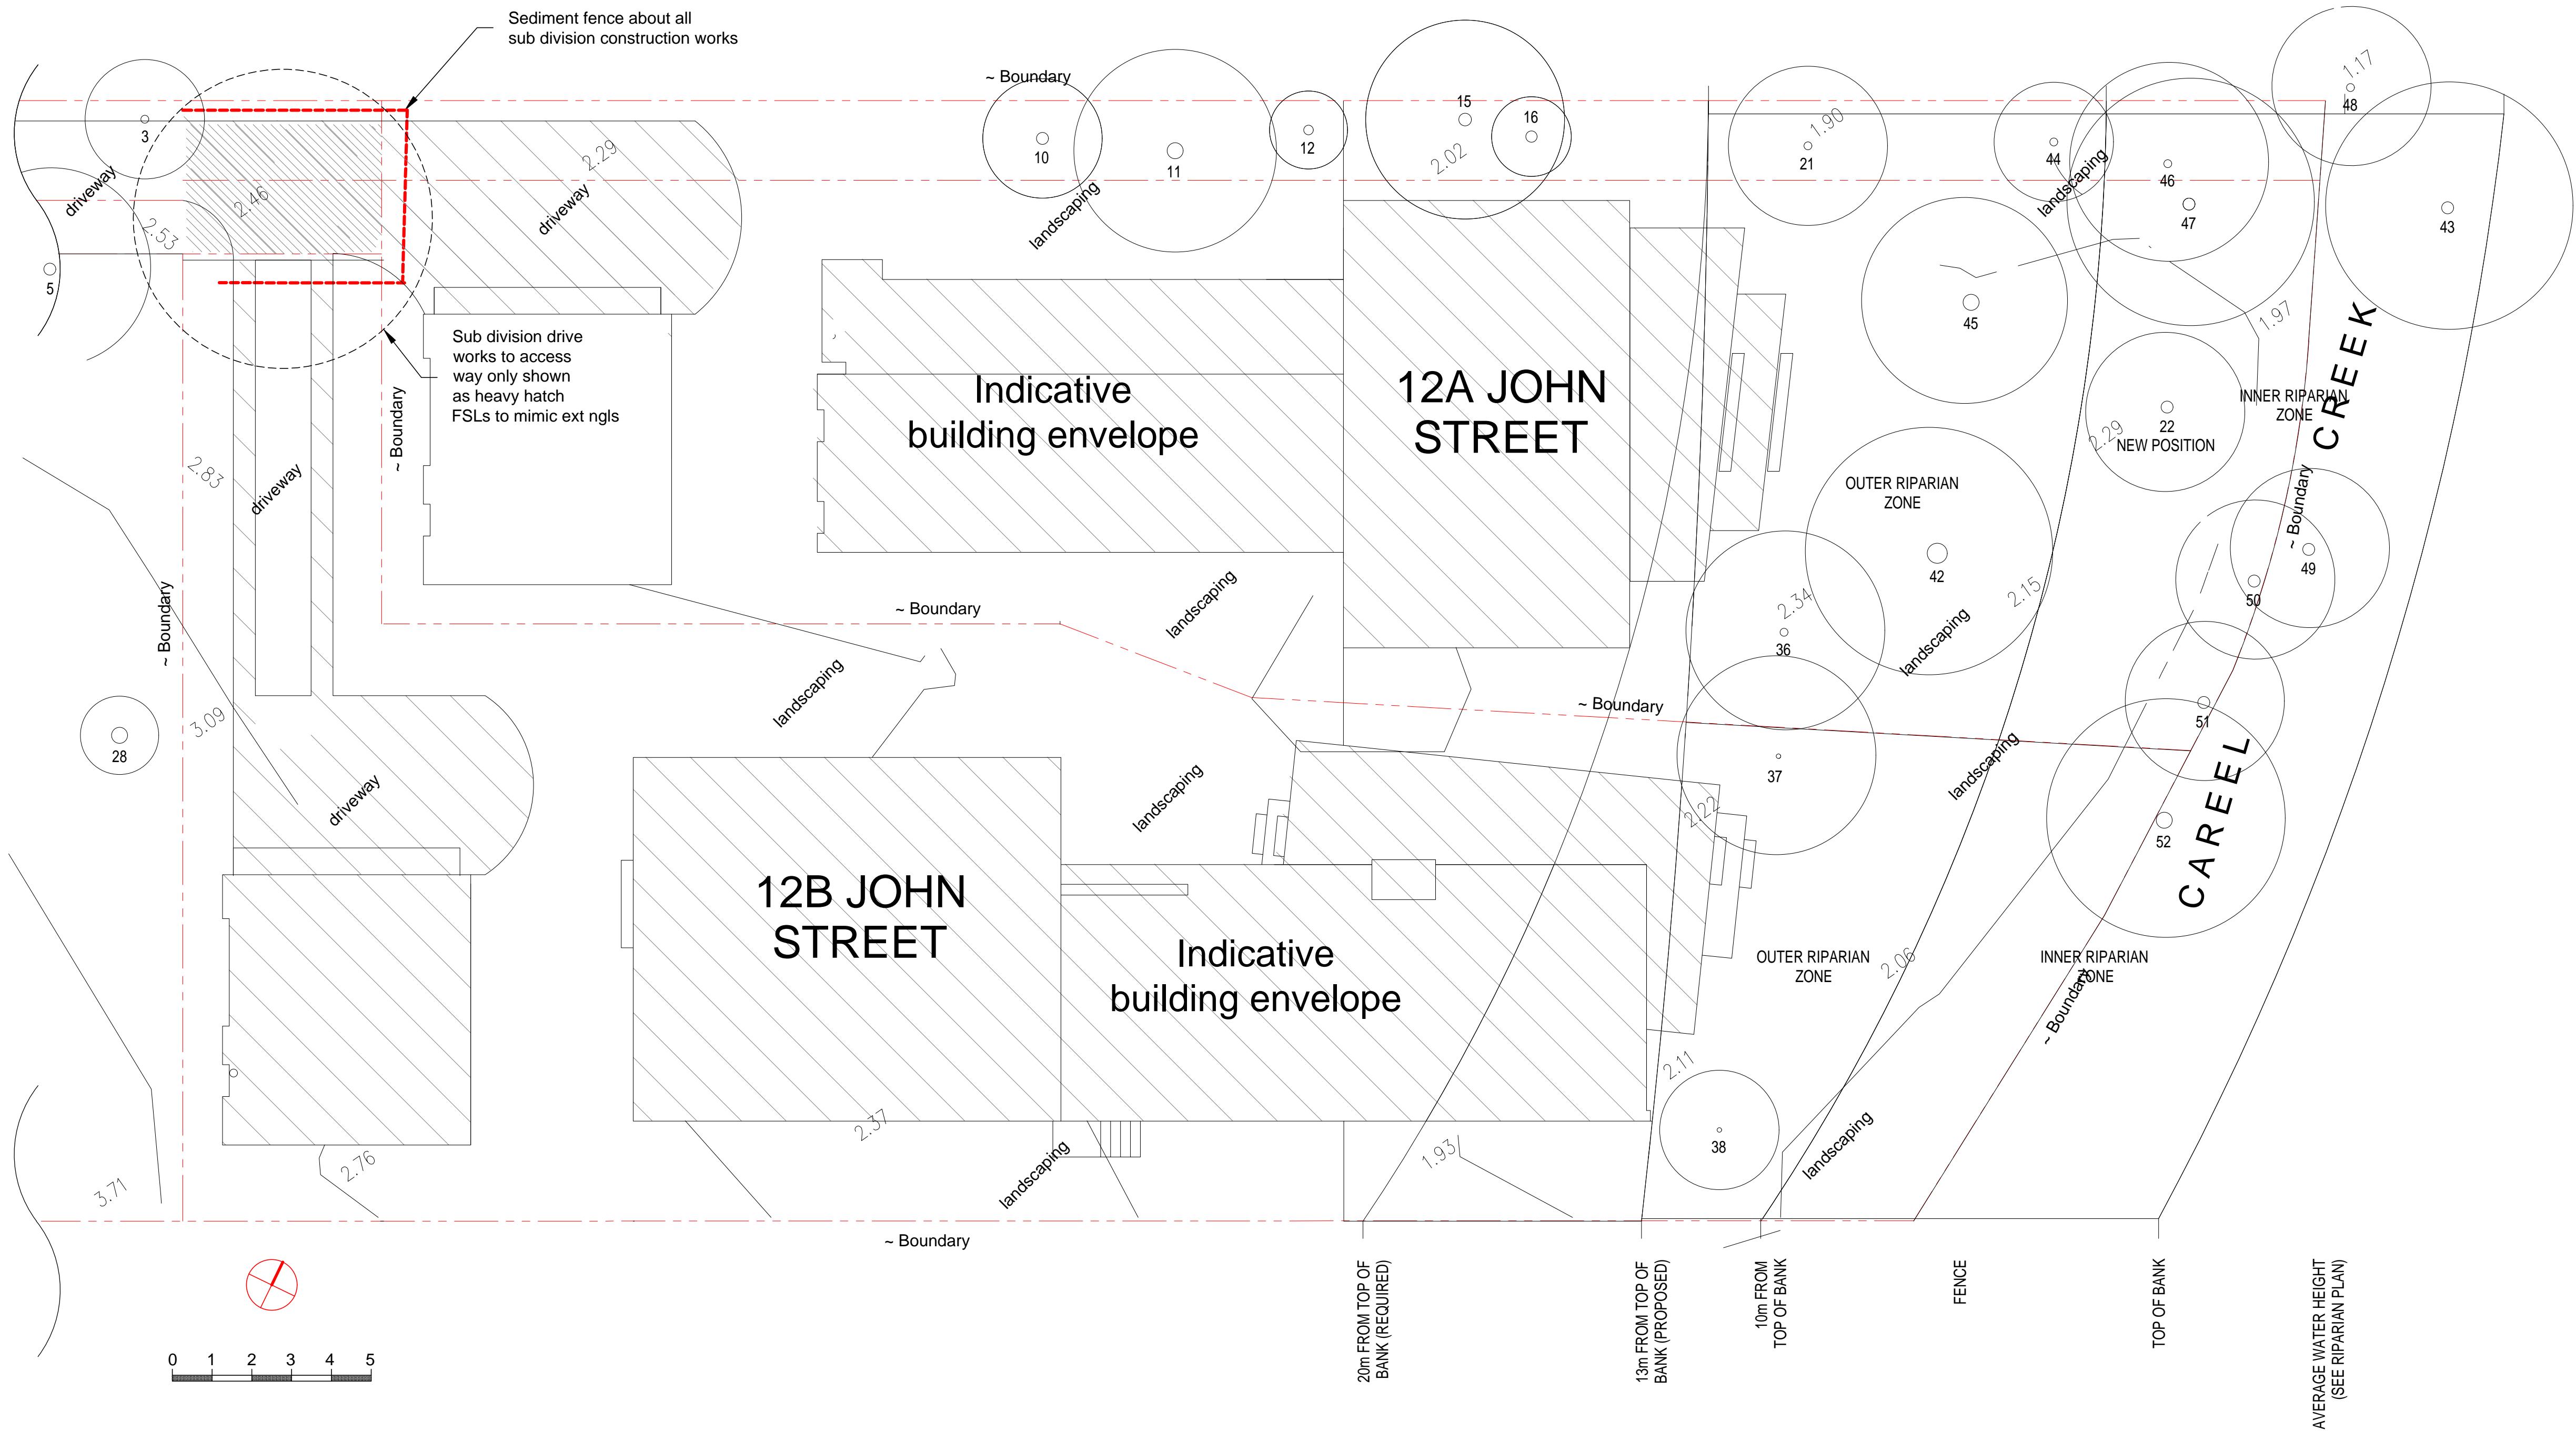 Sediment fence about all
sub division construction works
~ Boundary
3
5
driveway
2.46
2.53
2.29
driveway
10
11
12
15
16
2.02
landscaping
21
1.90
44
landscaping
46
47
48
1.17
43
45
1.97
Sub division drive
works to access
way only shown
as heavy hatch
FSLs to mimic ext ngls
~ Boundary
Indicative
building envelope
12A JOHN
STREET
INNER RIPARIAN
ZONE
CREEK
22
NEW POSITION
2.29
OUTER RIPARIAN
ZONE
~ Boundary
2.83
driveway
42
2.15
49
50
~ Boundary
~ Boundary
landscaping
2.34
36
landscaping
landscaping
~ Boundary
51
3.09
28
driveway
landscaping
37
2.22
landscaping
52
CAREEL
12B JOHN
STREET
Indicative
building envelope
OUTER RIPARIAN
ZONE
2.06
INNER RIPARIAN
ZONE
~ Boundary
2.11
38
2.37
2.76
3.71
landscaping
1.93
landscaping
~ Boundary
20m FROM TOP OF
BANK (REQUIRED)
13m FROM TOP OF
BANK (PROPOSED)
10m FROM
TOP OF BANK
FENCE
TOP OF BANK
AVERAGE WATER HEIGHT
(SEE RIPARIAN PLAN)
0 1 2 3 4 5